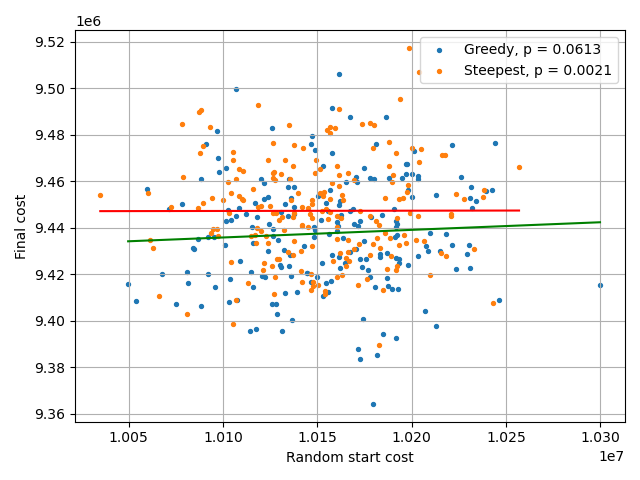 1e6
Greedy, p = 0.0613
Steepest, p = 0.0021
9.52
9.50
9.48
9.46
9.44
9.42
9.40
9.38
9.36
Final cost
1.005 1.010 1.015 1.020 1.025 1.030
Random start cost
1e7